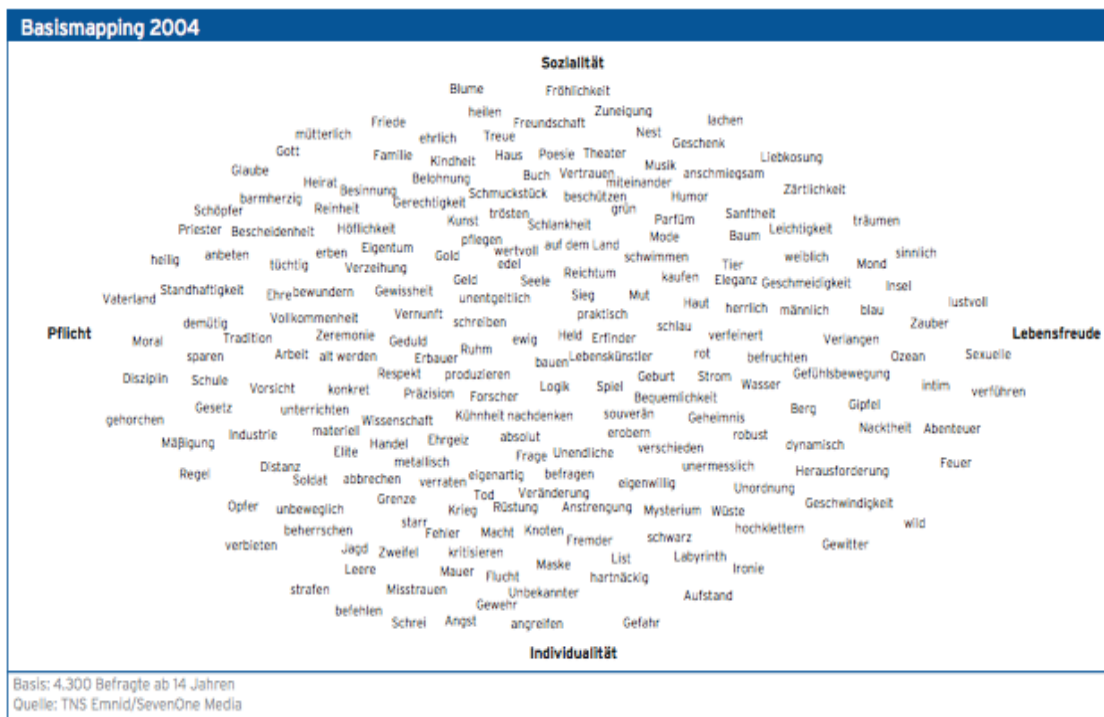 Basismapping 2004
Sozialität
Blume Fröhlichkeit
heilen Zuneigung
Friede Freundschaft lachen
mütterlich ehrlich Treue Nest Geschenk
Gott Familie Kindheit Haus Poesie Theater Musik Liebkosung
Glaube Heirat Besinnung Belohnung Buch Vertrauen miteinander anschmiegsam
barmherzig Gerechtigkeit Schmuckstück beschützen Humor Zärtlichkeit
Schöpfer Reinheit Kunst trösten grün Parfüm Sanftheit träumen
Priester Bescheidenheit Höflichkeit Schlankheit Mode Baum Leichtigkeit
heilig anbeten erben Eigentum pflegen wertvoll auf dem Land schwimmen weiblich sinnlich
tüchtig Verzeihung Gold edel Tier Mond
Vaterland Standhaftigkeit Ehre bewundern Gewissheit Geld Seele Reichtum kaufen Eleganz Geschmeidigkeit Insel
unentgeltlich Sieg Mut Haut herrlich männlich blau lustvoll
demütig Vollkommenheit Vernunft schreiben praktisch schlau Zauber
Pflicht Moral Tradition Zeremonie Geduld ewig Held Erfinder verfeinert Verlangen Lebensfreude
sparen Arbeit alt werden Erbauer Ruhm bauen Lebenskünstler rot befruchten Ozean Sexuelle
Disziplin Schule Vorsicht konkret Respekt produzieren Logik Spiel Geburt Strom Wasser Gefühlsbewegung intim verführen
gehorchen Gesetz unterrichten Präzision Forscher Bequemlichkeit Berg Gipfel
Wissenschaft Kühnheit nachdenken souverän Geheimnis Nacktheit Abenteuer
Mäßigung Industrie materiell Handel Ehrgeiz absolut erobern verschieden robust dynamisch
Elite metallisch Frage Unendliche
Regel Distanz Soldat abbrechen verraten eigenartig befragen eigenwillig unermesslich Herausforderung Feuer
Opfer unbeweglich Grenze Tod Veränderung Unordnung Geschwindigkeit
Krieg Rüstung Anstrengung Mysterium Wüste
beherrschen starr Fehler Macht Knoten Fremder schwarz hochklettern wild
verbieten Jagd Zweifel kritisieren Gewitter
Leere Mauer Flucht Maske List Labyrinth Ironie
strafen Misstrauen Unbekannter hartnäckig Aufstand
befehlen Gewehr
Schrei Angst angreifen Gefahr
Individualität
Basis: 4.300 Befragte ab 14 Jahren
Quelle: TNS Emnid/SevenOne Media